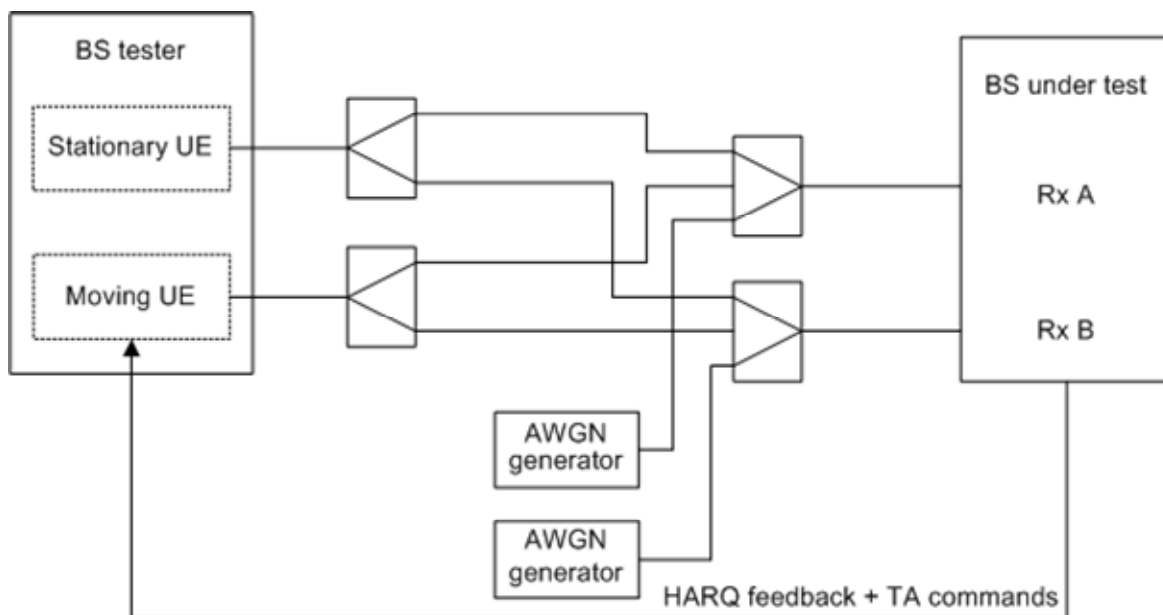 BS tester
Stationary UE
Moving UE
BS under test
Rx A
Rx B
AWGN
generator
AWGN
generator
HARQ feedback + TA commands